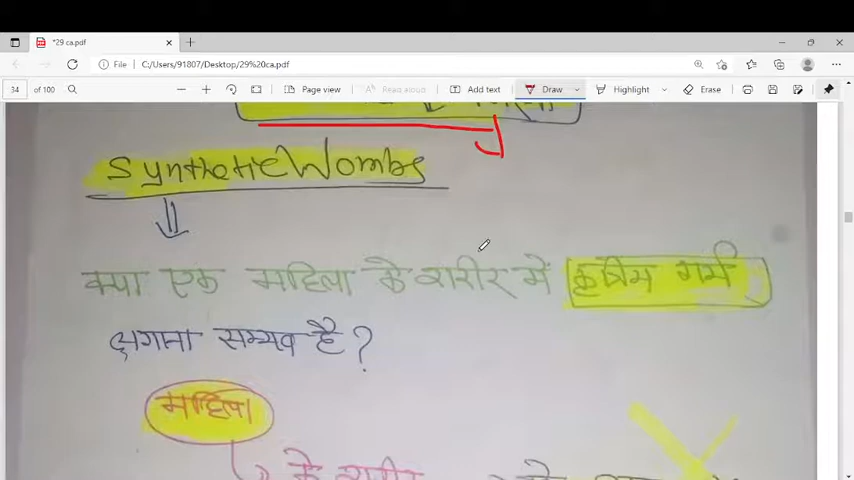 *29 ca.pdf
File C:/Users/91807/Desktop/29%20ca.pdf
34 of 100 Page view Read aloud Add text Draw Highlight Erase
Synthetic Wombs
क्या एक महिला के शरीर में कृत्रिम गर्भ
लगाना सम्भव है?
महिला
के शरीर